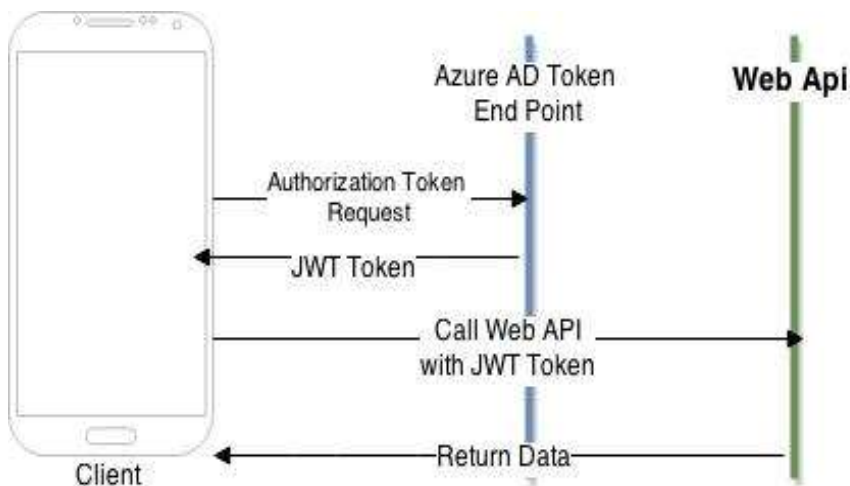 Azure AD Token
End Point
Web Api
Authorization Token
Request
JWT Token
Call Web API
with JWT Token
Return Data
Client